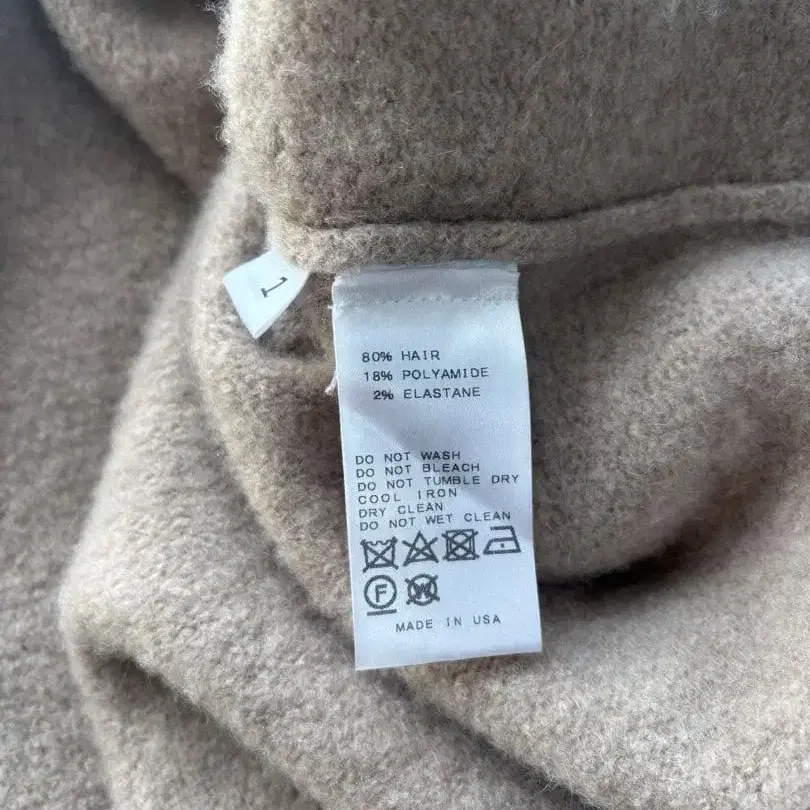 1
80% HAIR
18% POLYAMIDE
2% ELASTANE
DO NOT WASH
DO NOT BLEACH
DO NOT TUMBLE DRY
COOL IRON
DRY CLEAN
DO NOT WET CLEAN
F W
MADE IN USA